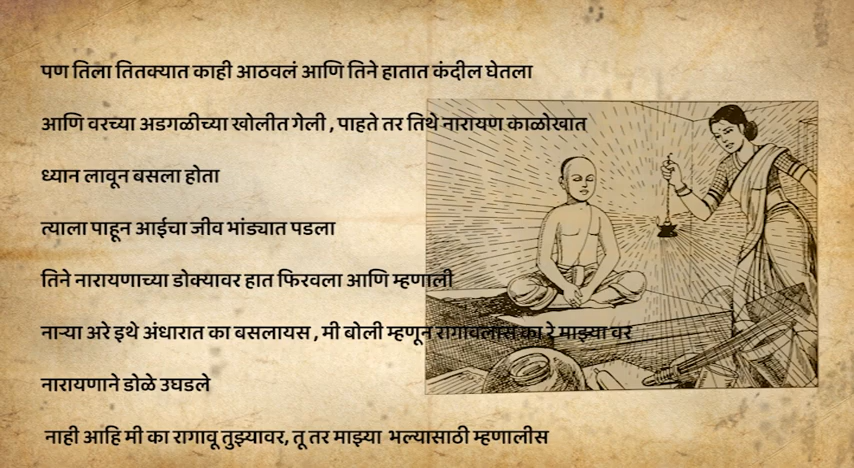 पण तिला तितक्यात काही आठवलं आणि तिने हातात कंदील घेतला
आणि वरच्या अडगळीच्या खोलीत गेली , पाहते तर तिथे नारायण काळोखात
ध्यान लावून बसला होता
त्याला पाहून आईचा जीव भांड्यात पडला
तिने नारायणाच्या डोक्यावर हात फिरवला आणि म्हणाली
नाऱ्या अरे इथे अंधारात का बसलायस , मी बोली म्हणून रागावलास का रे माझ्या वर
नारायणाने डोळे उघडले
नाही आहि मी का रागावू तुझ्यावर, तू तर माझ्या भल्यासाठी म्हणालीस